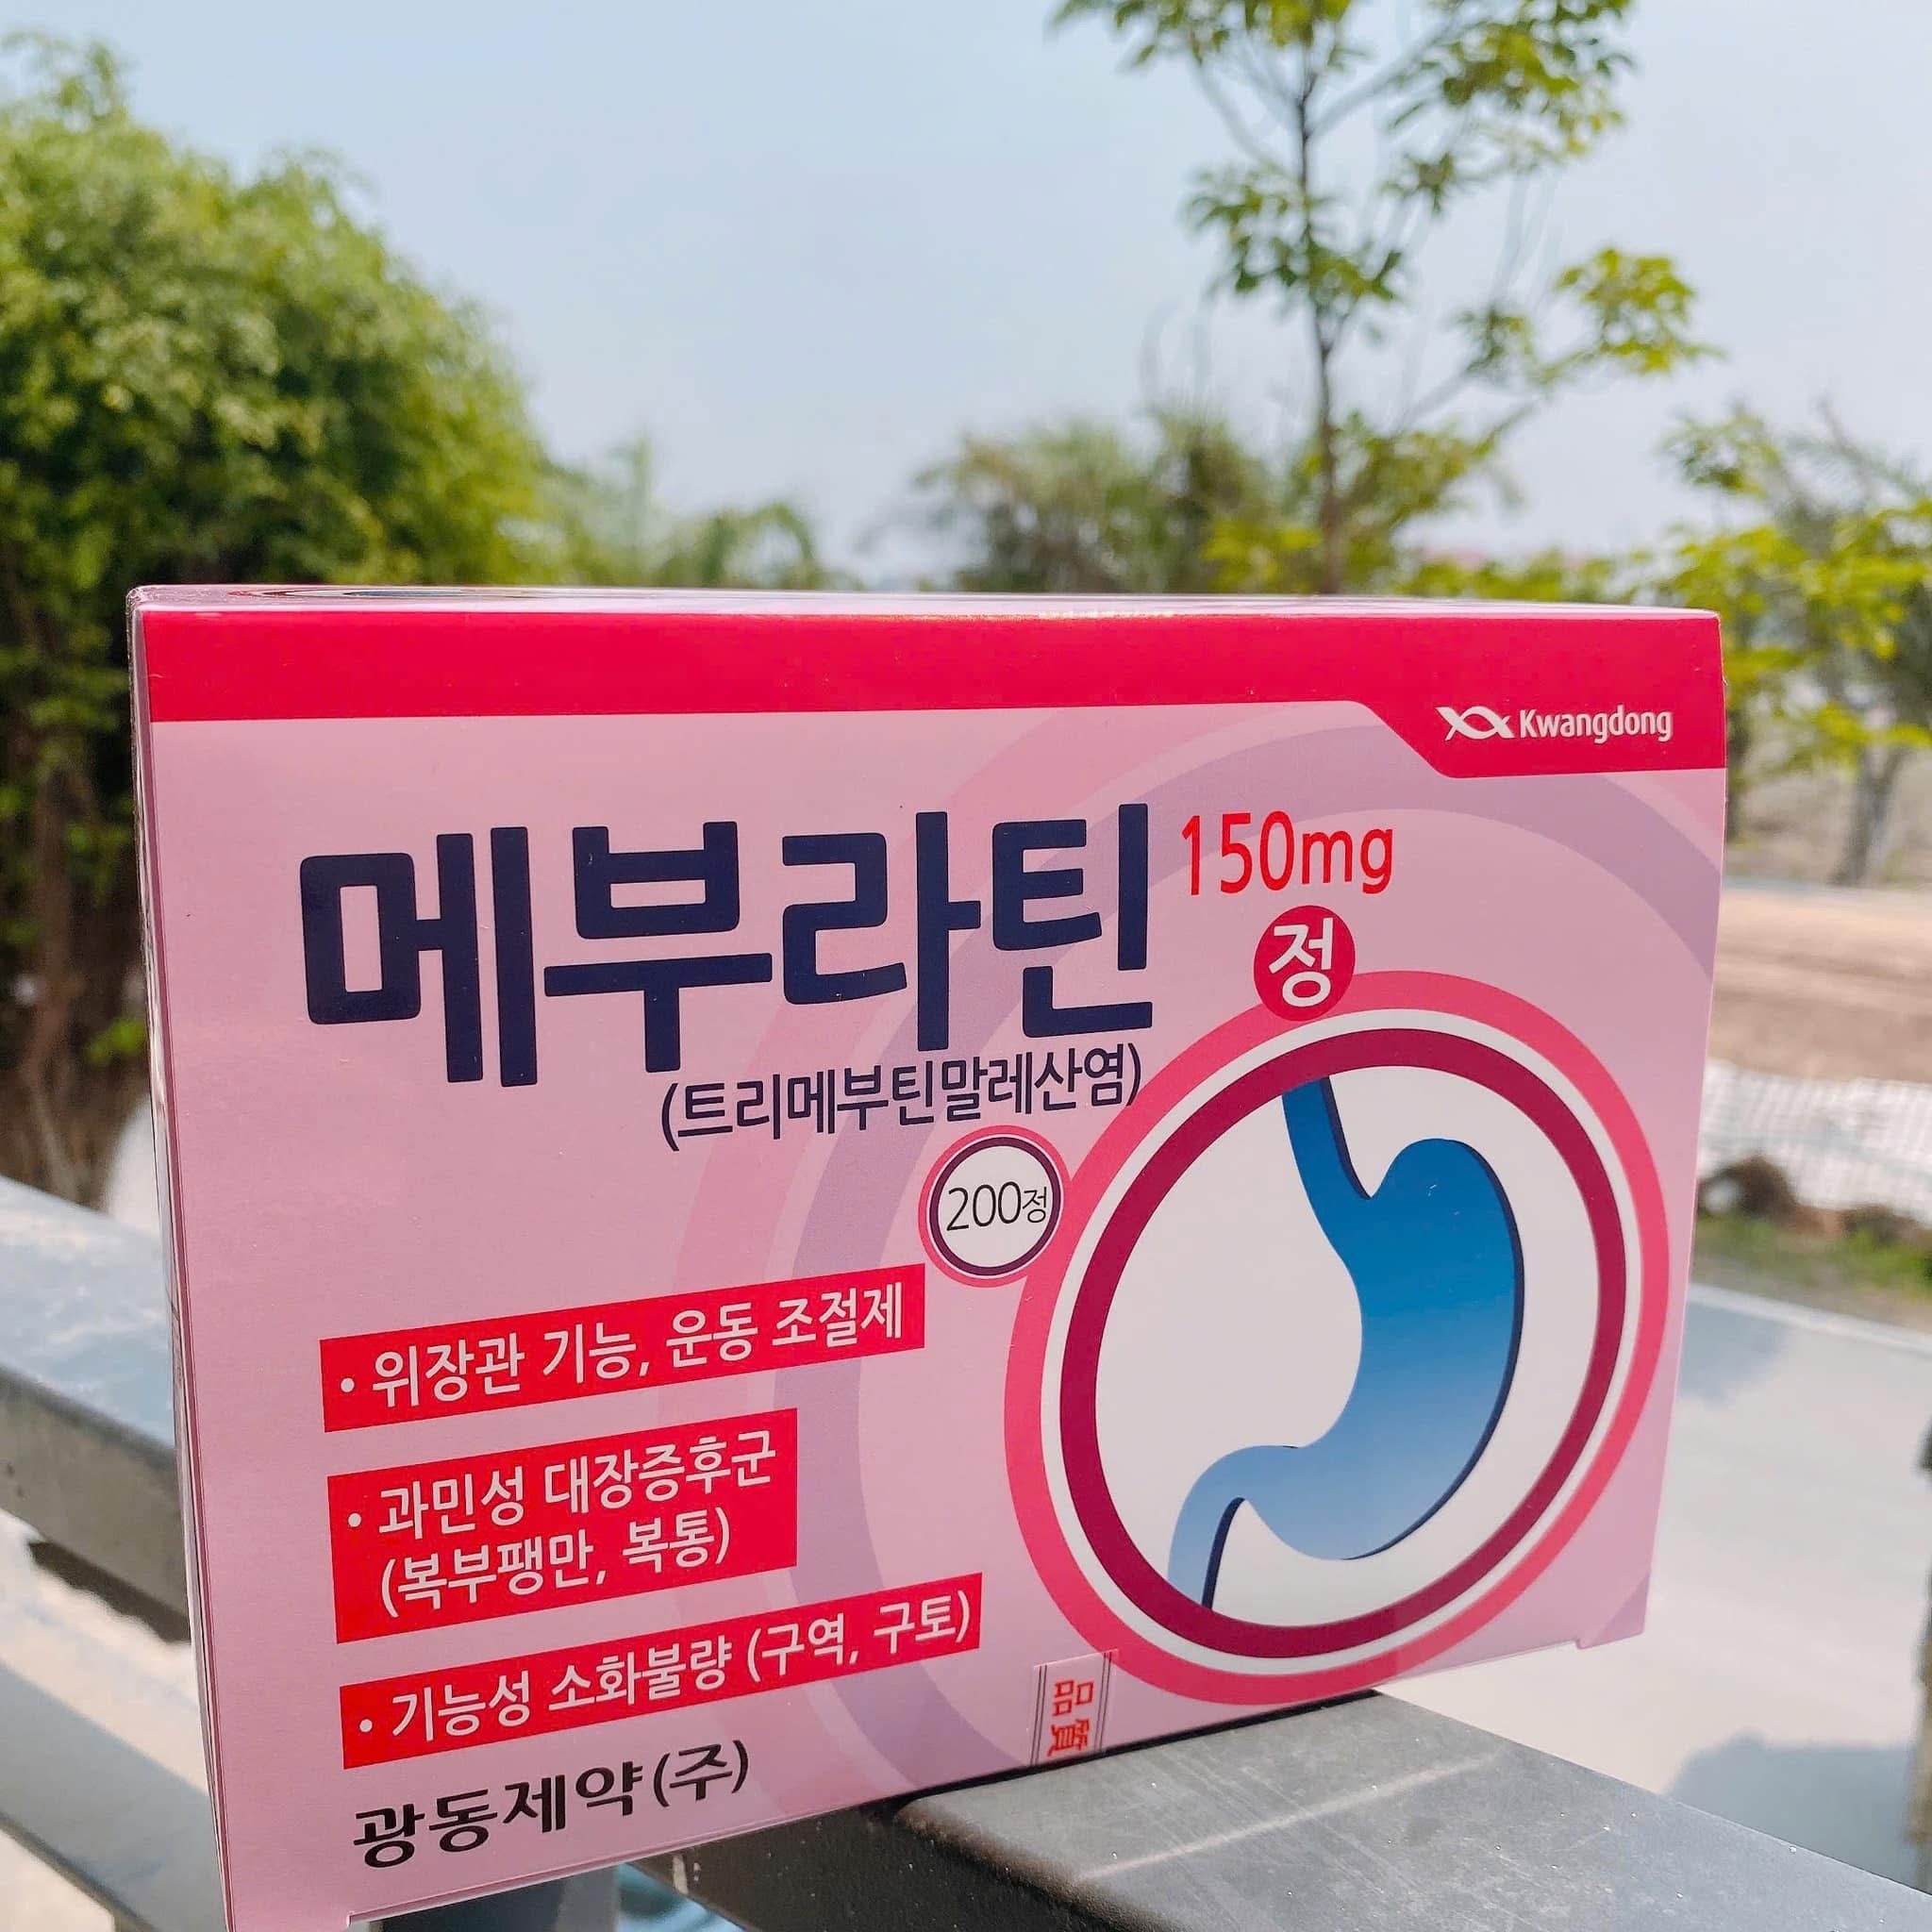 Kwangdong
메부라틴 150mg
정
(트리메부틴말레산염)
200정
• 위장관 기능, 운동 조절제
• 과민성 대장증후군
(복부팽만, 복통)
• 기능성 소화불량 (구역, 구토)
品質
광동제약(주)